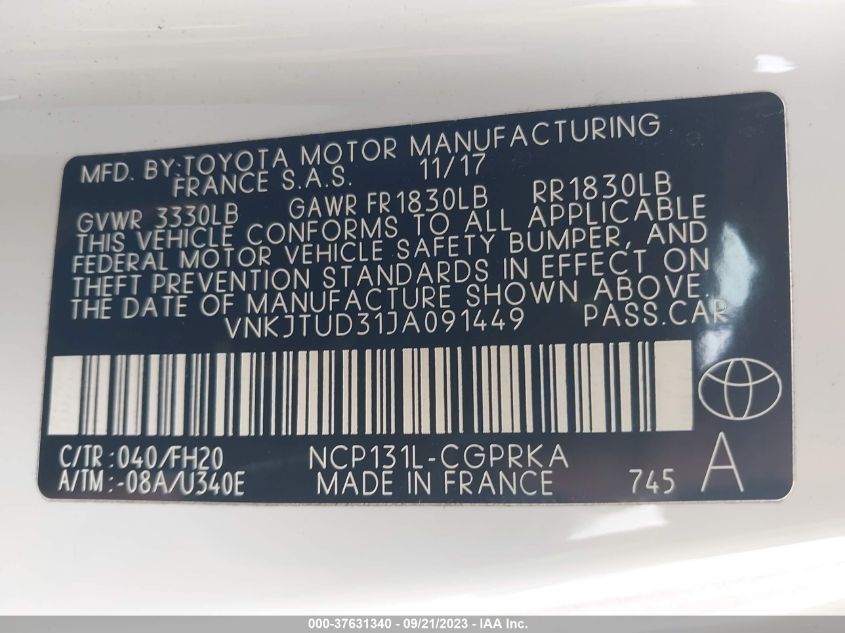 MFD. BY:TOYOTA MOTOR MANUFACTURING
FRANCE S.A.S. 11/17
GVWR 3330LB GAWR FR1830LB RR1830LB
THIS VEHICLE CONFORMS TO ALL APPLICABLE
FEDERAL MOTOR VEHICLE SAFETY BUMPER, AND
THEFT PREVENTION STANDARDS IN EFFECT ON
THE DATE OF MANUFACTURE SHOWN ABOVE.
VNKJTUD31JA091449 PASS.CAR
C/TR:040/FH20 NCP131L-CGPRKA A
A/TM:-08A/U340E MADE IN FRANCE 745
000-37631340 - 09/21/2023 - IAA Inc.